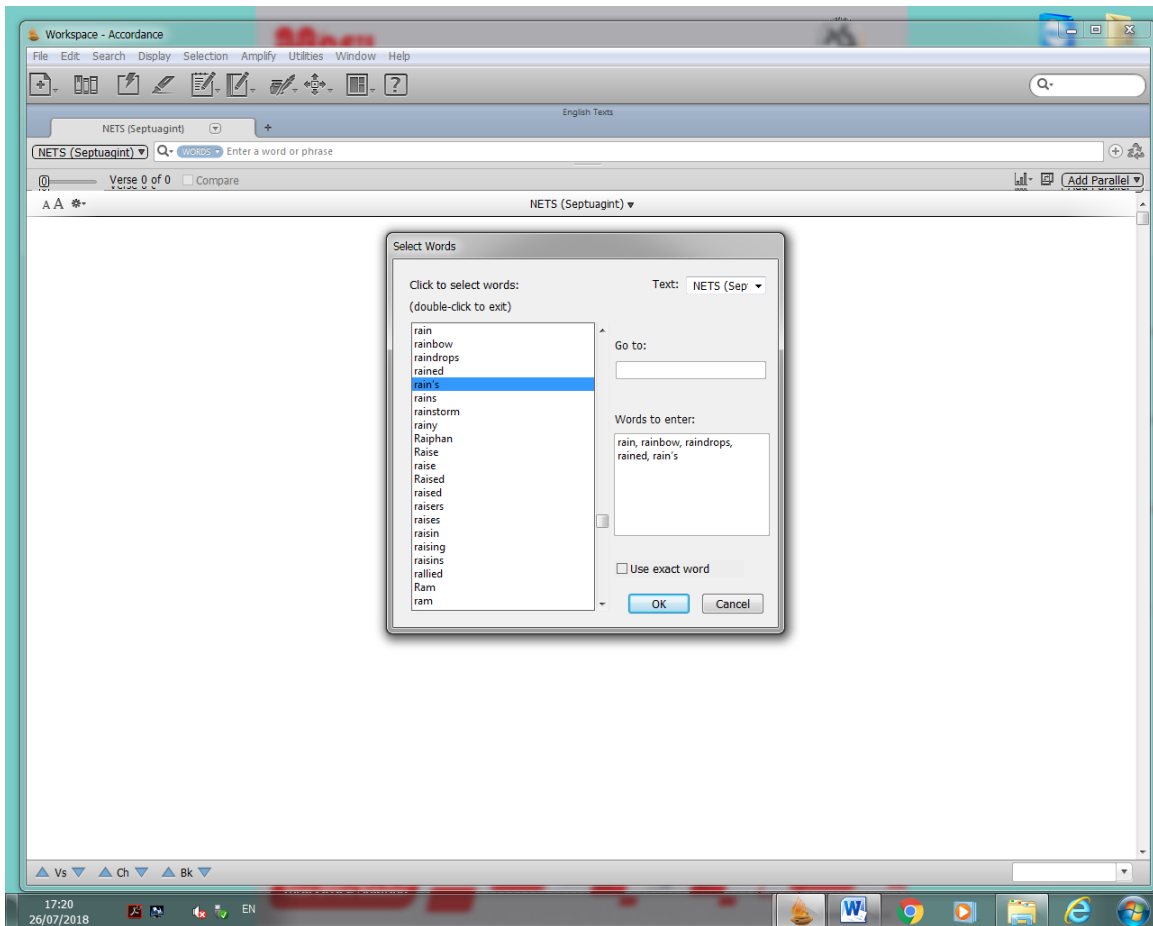 Workspace - Accordance
File Edit Search Display Selection Amplify Utilities Window Help
English Texts
NETS (Septuagint)
NETS (Septuagint) WORDS Enter a word or phrase
Verse 0 of 0 Compare Add Parallel
A A NETS (Septuagint)
Select Words
Click to select words: Text: NETS (Sep
(double-click to exit)
rain
rainbow
raindrops
rained
rain's
rains
rainstorm
rainy
Raiphan
Raise
raise
Raised
raised
raisers
raises
raisin
raising
raisins
rallied
Ram
ram
Go to:
Words to enter:
rain, rainbow, raindrops,
rained, rain's
Use exact word
OK Cancel
Vs Ch Bk
17:20
26/07/2018
EN